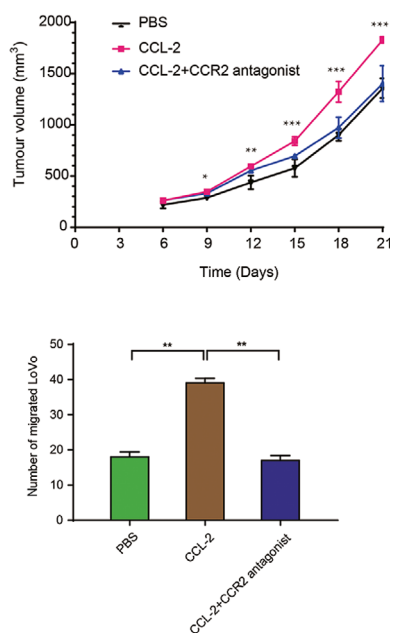 PBS
CCL-2
CCL-2+CCR2 antagonist
Tumour volume (mm³)
2000
1500
1000
500
0
* ** *** *** ***
0 3 6 9 12 15 18 21
Time (Days)
Number of migrated LoVo
50
40
30
20
10
0
** **
PBS
CCL-2
CCL-2+CCR2 antagonist